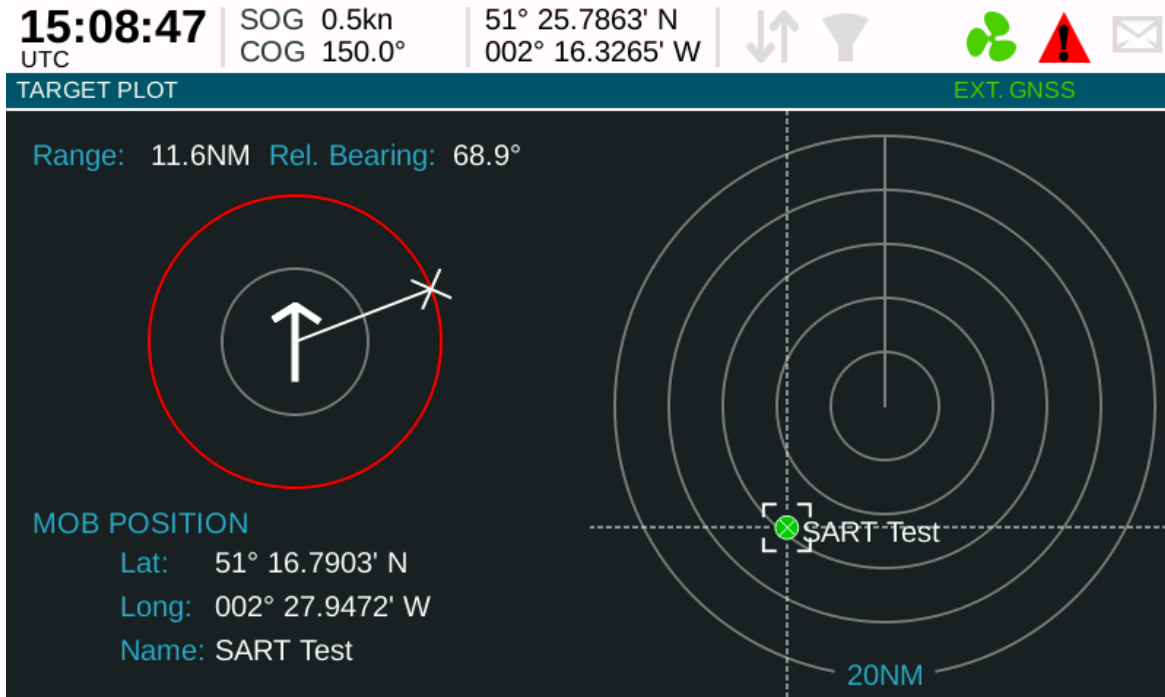 15:08:47
UTC
SOG 0.5kn
COG 150.0°
51° 25.7863' N
002° 16.3265' W
TARGET PLOT
EXT. GNSS
Range: 11.6NM Rel. Bearing: 68.9°
MOB POSITION
Lat: 51° 16.7903' N
Long: 002° 27.9472' W
Name: SART Test
SART Test
20NM